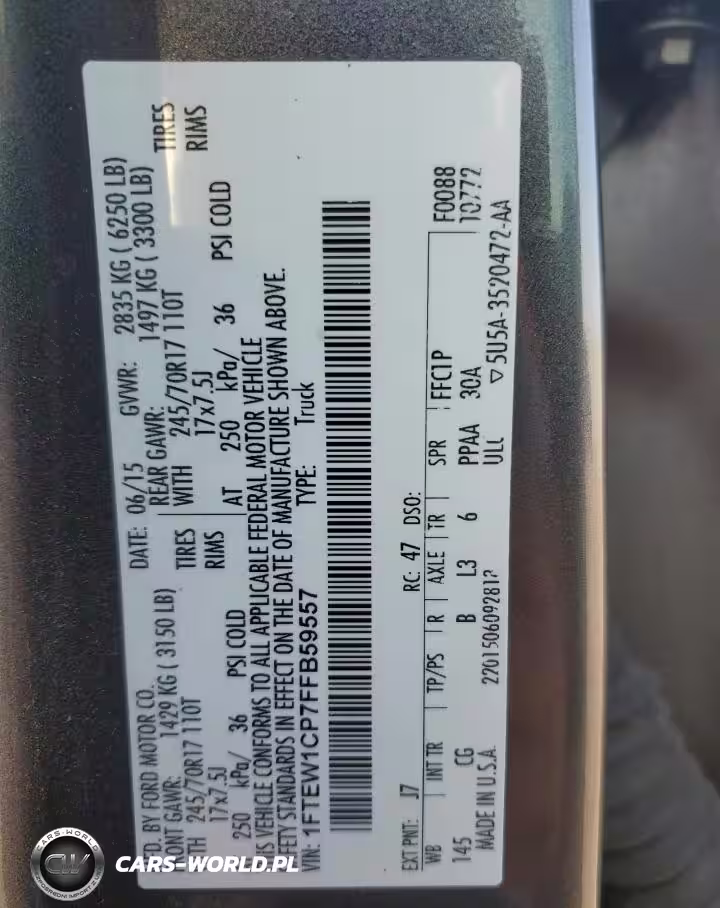 FD. BY FORD MOTOR CO. DATE: 06/15 GVWR: 2835 KG ( 6250 LB)
ONT GAWR: 1429 KG ( 3150 LB) REAR GAWR: 1497 KG ( 3300 LB)
TH 245/70R17 110T TIRES WITH 245/70R17 110T TIRES
17x7.5J RIMS 17x7.5J RIMS
250 kPa/ 36 PSI COLD AT 250 kPa/ 36 PSI COLD
IS VEHICLE CONFORMS TO ALL APPLICABLE FEDERAL MOTOR VEHICLE
FETY STANDARDS IN EFFECT ON THE DATE OF MANUFACTURE SHOWN ABOVE.
VIN: 1FTEW1CP7FFB59557 TYPE: Truck
EXT PNT: J7 RC: 47 DSO: F0088
WB INT TR TP/PS R AXLE TR SPR FFC1P 10772
145 CG B L3 6 PPAA 30A
MADE IN U.S.A. ULL
▽5U5A-3520472-AA
CARS-WORLD
CW
CARS-WORLD.PL